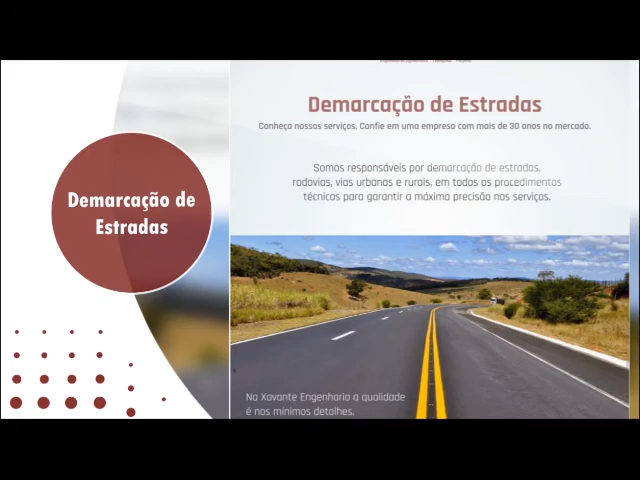 Demarcação de
Estradas
Demarcação de Estradas
Conheça nossos serviços. Confie em uma empresa com mais de 30 anos no mercado.
Somos responsáveis por demarcação de estradas,
rodovias, vias urbanas e rurais, em todos os procedimentos
técnicos para garantir a máxima precisão nos serviços.
No Xavante Engenharia a qualidade
é nos mínimos detalhes.